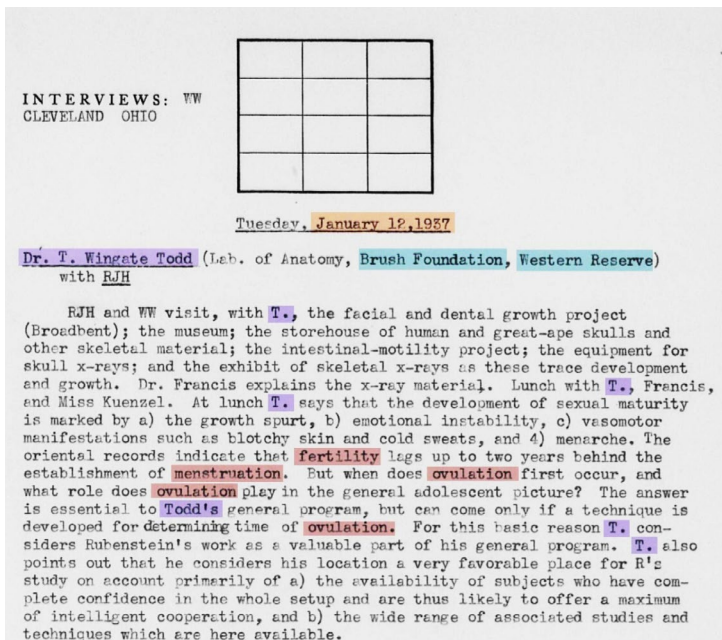 INTERVIEWS: WW
CLEVELAND OHIO
Tuesday, January 12,1937
Dr. T. Wingate Todd (Lab. of Anatomy, Brush Foundation, Western Reserve)
with RJH
RJH and WW visit, with T., the facial and dental growth project
(Broadbent); the museum; the storehouse of human and great-ape skulls and
other skeletal material; the intestinal-motility project; the equipment for
skull x-rays; and the exhibit of skeletal x-rays as these trace development
and growth. Dr. Francis explains the x-ray material. Lunch with T., Francis,
and Miss Kuenzel. At lunch T. says that the development of sexual maturity
is marked by a) the growth spurt, b) emotional instability, c) vasomotor
manifestations such as blotchy skin and cold sweats, and 4) menarche. The
oriental records indicate that fertility lags up to two years behind the
establishment of menstruation. But when does ovulation first occur, and
what role does ovulation play in the general adolescent picture? The answer
is essential to Todd's general program, but can come only if a technique is
developed for determining time of ovulation. For this basic reason T. con-
siders Rubenstein's work as a valuable part of his general program. T. also
points out that he considers his location a very favorable place for R's
study on account primarily of a) the availability of subjects who have com-
plete confidence in the whole setup and are thus likely to offer a maximum
of intelligent cooperation, and b) the wide range of associated studies and
techniques which are here available.